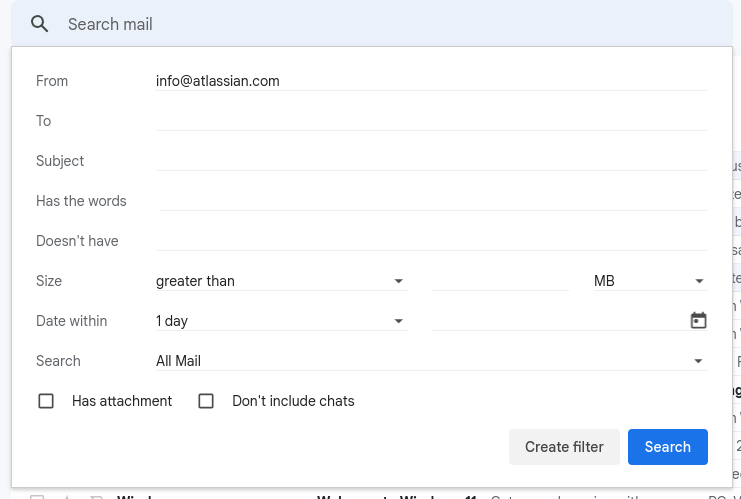 Search mail
From info@atlassian.com
To
Subject
Has the words
Doesn't have
Size greater than MB
Date within 1 day
Search All Mail
Has attachment Don't include chats
Create filter Search